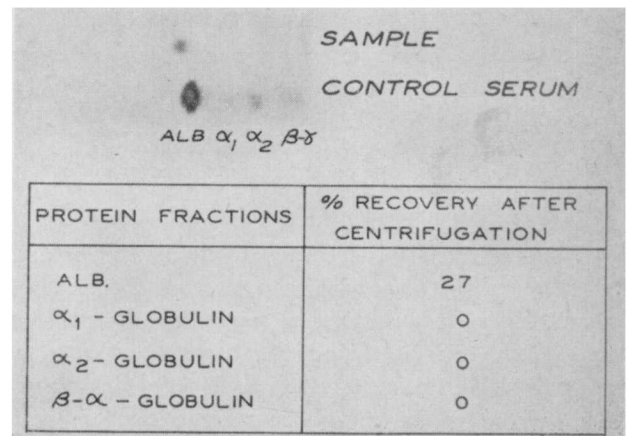 SAMPLE
CONTROL SERUM
ALB α1 α2 β-γ
PROTEIN FRACTIONS
% RECOVERY AFTER
CENTRIFUGATION
ALB. 27
α1 - GLOBULIN 0
α2 - GLOBULIN 0
β-α - GLOBULIN 0